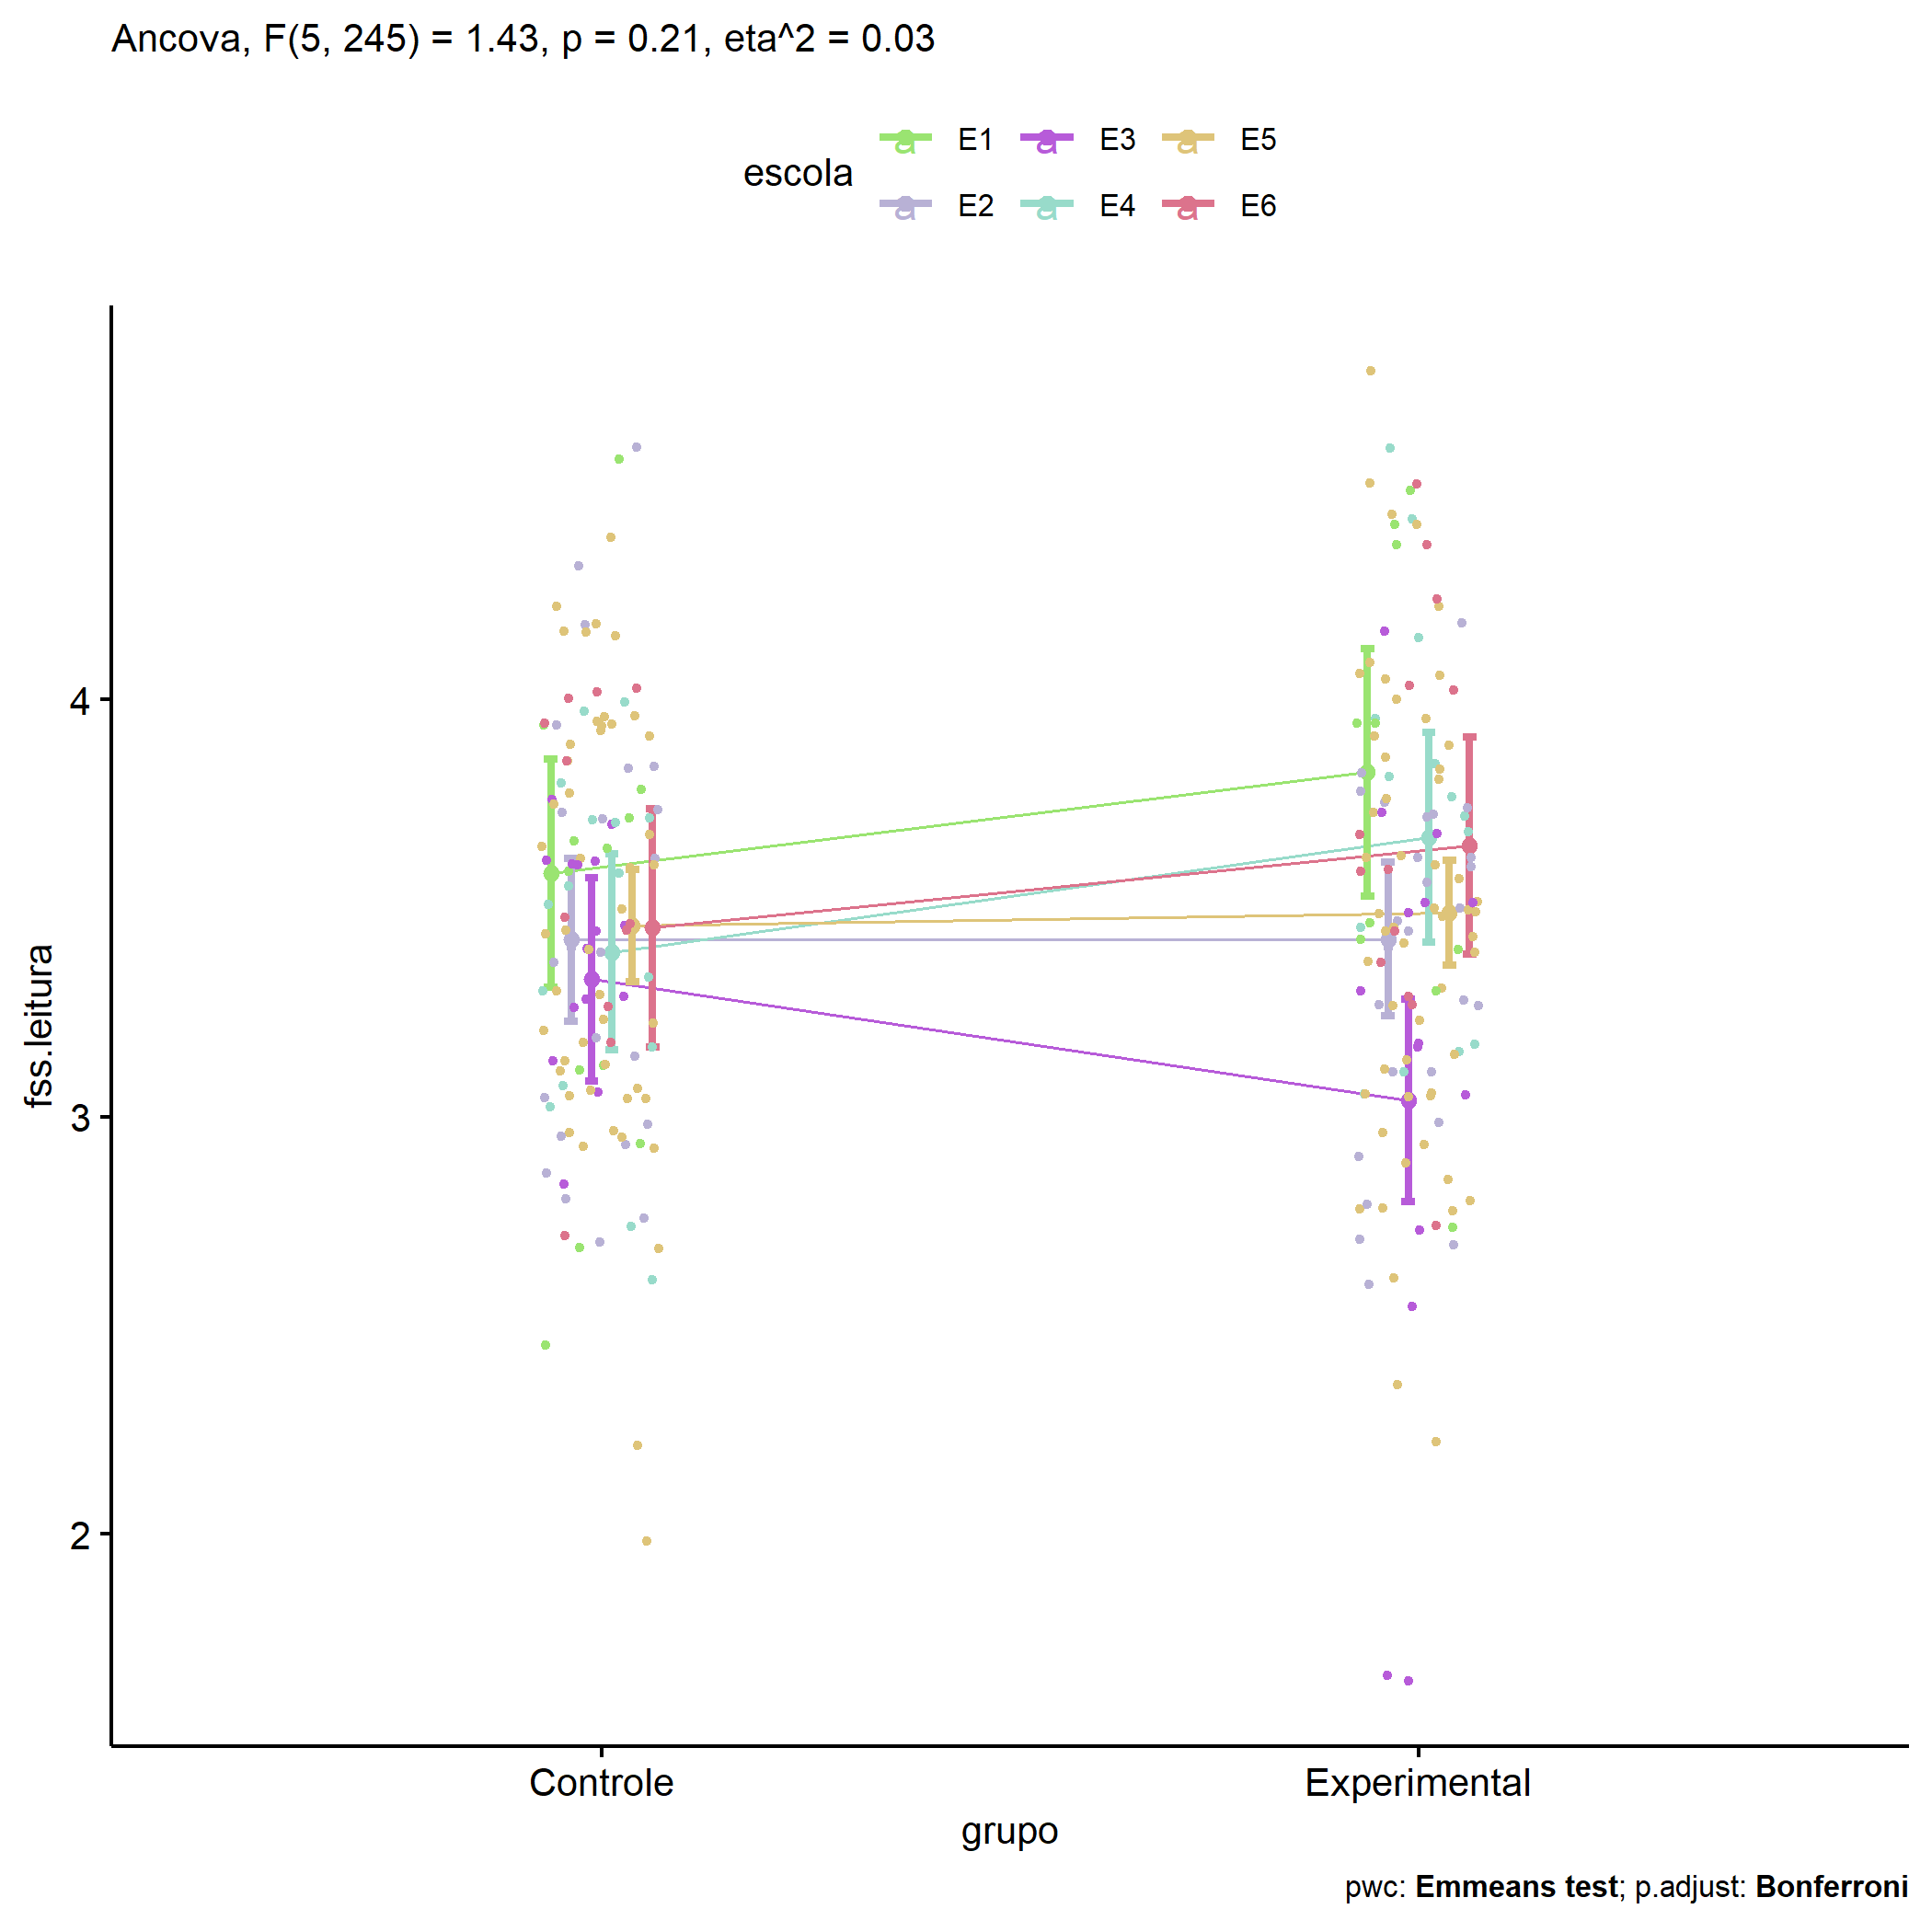 Ancova, F(5, 245) = 1.43, p = 0.21, eta^2 = 0.03
escola
a E1 a E3 a E5
a E2 a E4 a E6
fss.leitura
4
3
2
Controle Experimental
grupo
pwc: Emmeans test; p.adjust: Bonferroni